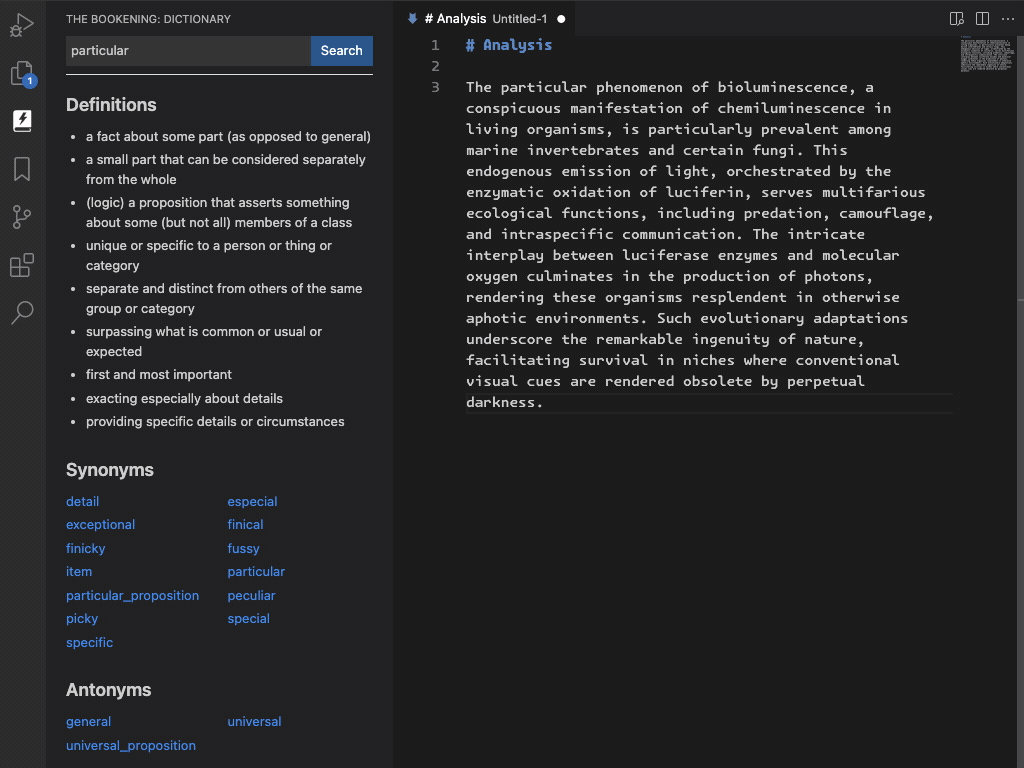 THE BOOKENING: DICTIONARY
particular
Search
Definitions
• a fact about some part (as opposed to general)
• a small part that can be considered separately
from the whole
• (logic) a proposition that asserts something
about some (but not all) members of a class
• unique or specific to a person or thing or
category
• separate and distinct from others of the same
group or category
• surpassing what is common or usual or
expected
• first and most important
• exacting especially about details
• providing specific details or circumstances
Synonyms
detail especial
exceptional finical
finicky fussy
item particular
particular_proposition peculiar
picky special
specific
Antonyms
general universal
universal_proposition
1
# Analysis Untitled-1 ●
1 # Analysis
2
3 The particular phenomenon of bioluminescence, a
conspicuous manifestation of chemiluminescence in
living organisms, is particularly prevalent among
marine invertebrates and certain fungi. This
endogenous emission of light, orchestrated by the
enzymatic oxidation of luciferin, serves multifarious
ecological functions, including predation, camouflage,
and intraspecific communication. The intricate
interplay between luciferase enzymes and molecular
oxygen culminates in the production of photons,
rendering these organisms resplendent in otherwise
aphotic environments. Such evolutionary adaptations
underscore the remarkable ingenuity of nature,
facilitating survival in niches where conventional
visual cues are rendered obsolete by perpetual
darkness.